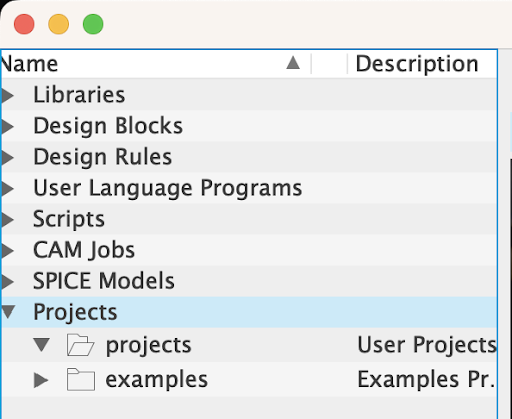 Name Description
Libraries
Design Blocks
Design Rules
User Language Programs
Scripts
CAM Jobs
SPICE Models
Projects
projects User Projects
examples Examples Pr.